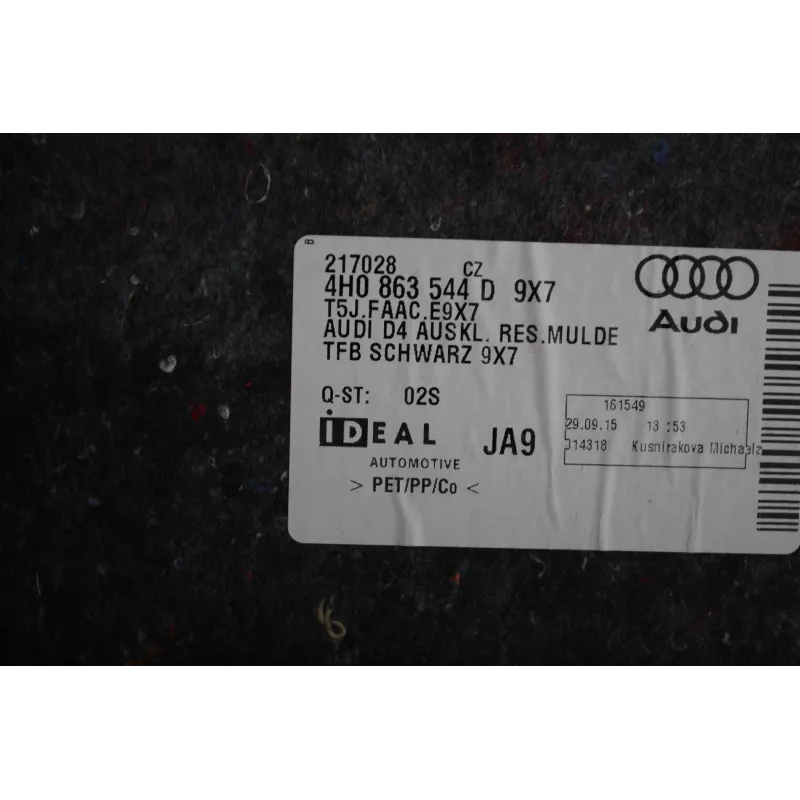 217028 CZ
4H0 863 544 D 9X7
T5J.FAAC.E9X7
AUDI D4 AUSKL. RES.MULDE
TFB SCHWARZ 9X7
Audi
Q-ST: 02S
iDEAL
AUTOMOTIVE
JA9
> PET/PP/Co <
161549
29.09.15 13:53
014318 Kusnirakova Michaela